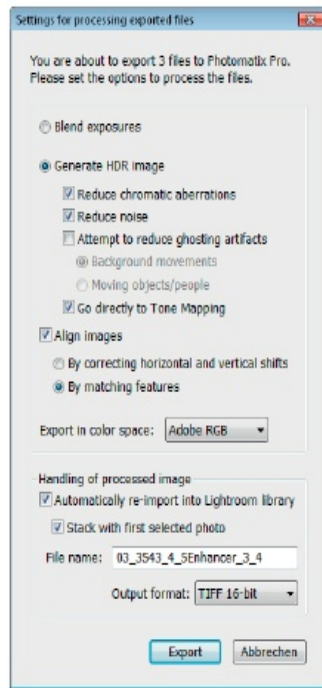 Settings for processing exported files
You are about to export 3 files to Photomatix Pro.
Please set the options to process the files.
Blend exposures
Generate HDR image
Reduce chromatic aberrations
Reduce noise
Attempt to reduce ghosting artifacts
Background movements
Moving objects/people
Go directly to Tone Mapping
Align images
By correcting horizontal and vertical shifts
By matching features
Export in color space: Adobe RGB
Handling of processed image
Automatically re-import into Lightroom library
Stack with first selected photo
File name: 03_3543_4_5Enhancer_3_4
Output format: TIFF 16-bit
Export Abbrechen